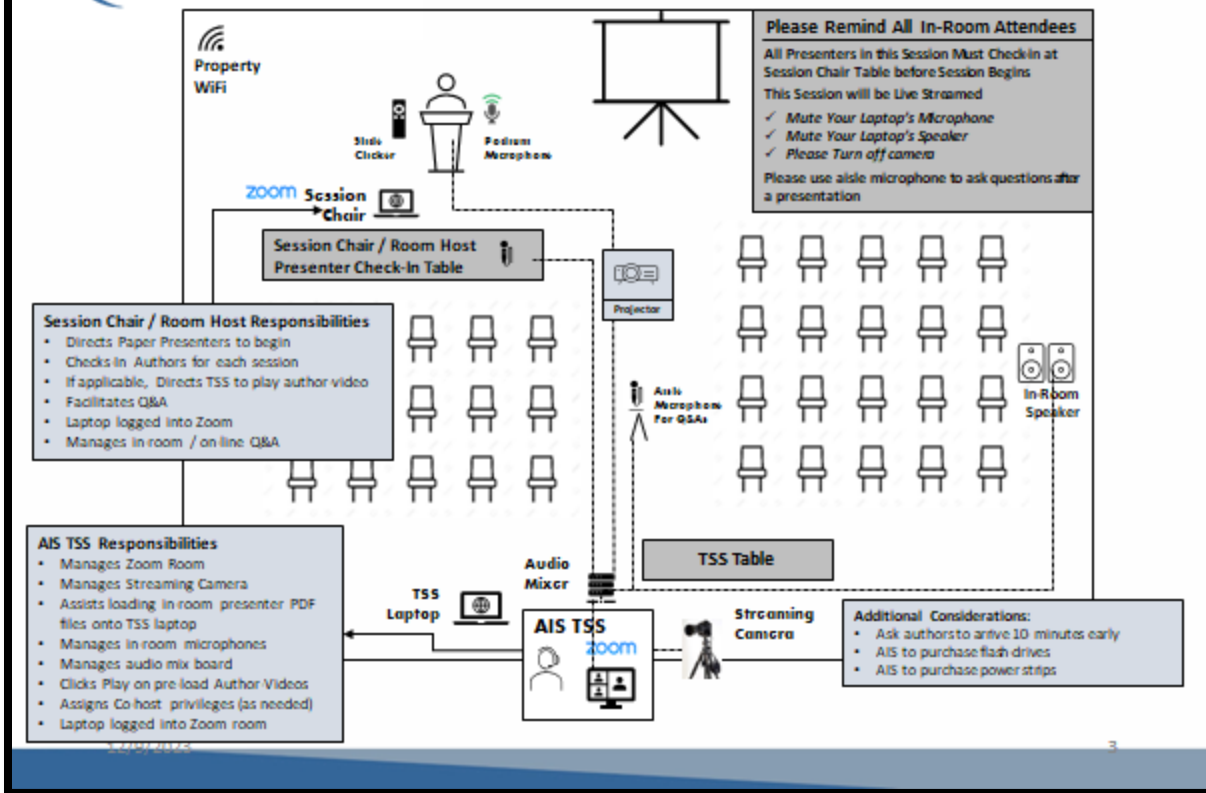 Property
WiFi
Slide
Clicker
Podium
Microphone
Please Remind All In-Room Attendees
All Presenters in this Session Must Check-in at
Session Chair Table before Session Begins
This Session will be Live Streamed
✓ Mute Your Laptop's Microphone
✓ Mute Your Laptop's Speaker
✓ Please Turn off camera
Please use aisle microphone to ask questions after
a presentation
zoom Session
Chair
Session Chair / Room Host
Presenter Check-In Table
Projector
Session Chair / Room Host Responsibilities
• Directs Paper Presenters to begin
• Checks-in Authors for each session
• If applicable, Directs TSS to play author video
• Facilitates Q&A
• Laptop logged into Zoom
• Manages in-room / on-line Q&A
Aisle
Microphone
For Q&As
In-Room
Speaker
AIS TSS Responsibilities
• Manages Zoom Room
• Manages Streaming Camera
• Assists loading in-room presenter PDF
files onto TSS laptop
• Manages in-room microphones
• Manages audio mix board
• Clicks Play on pre-load Author-Videos
• Assigns Co-host privileges (as needed)
• Laptop logged into Zoom room
TSS
Laptop
Audio
Mixer
TSS Table
AIS TSS
zoom
Streaming
Camera
Additional Considerations:
• Ask authors to arrive 10 minutes early
• AIS to purchase flash-drives
• AIS to purchase power strips
12/9/2023
3